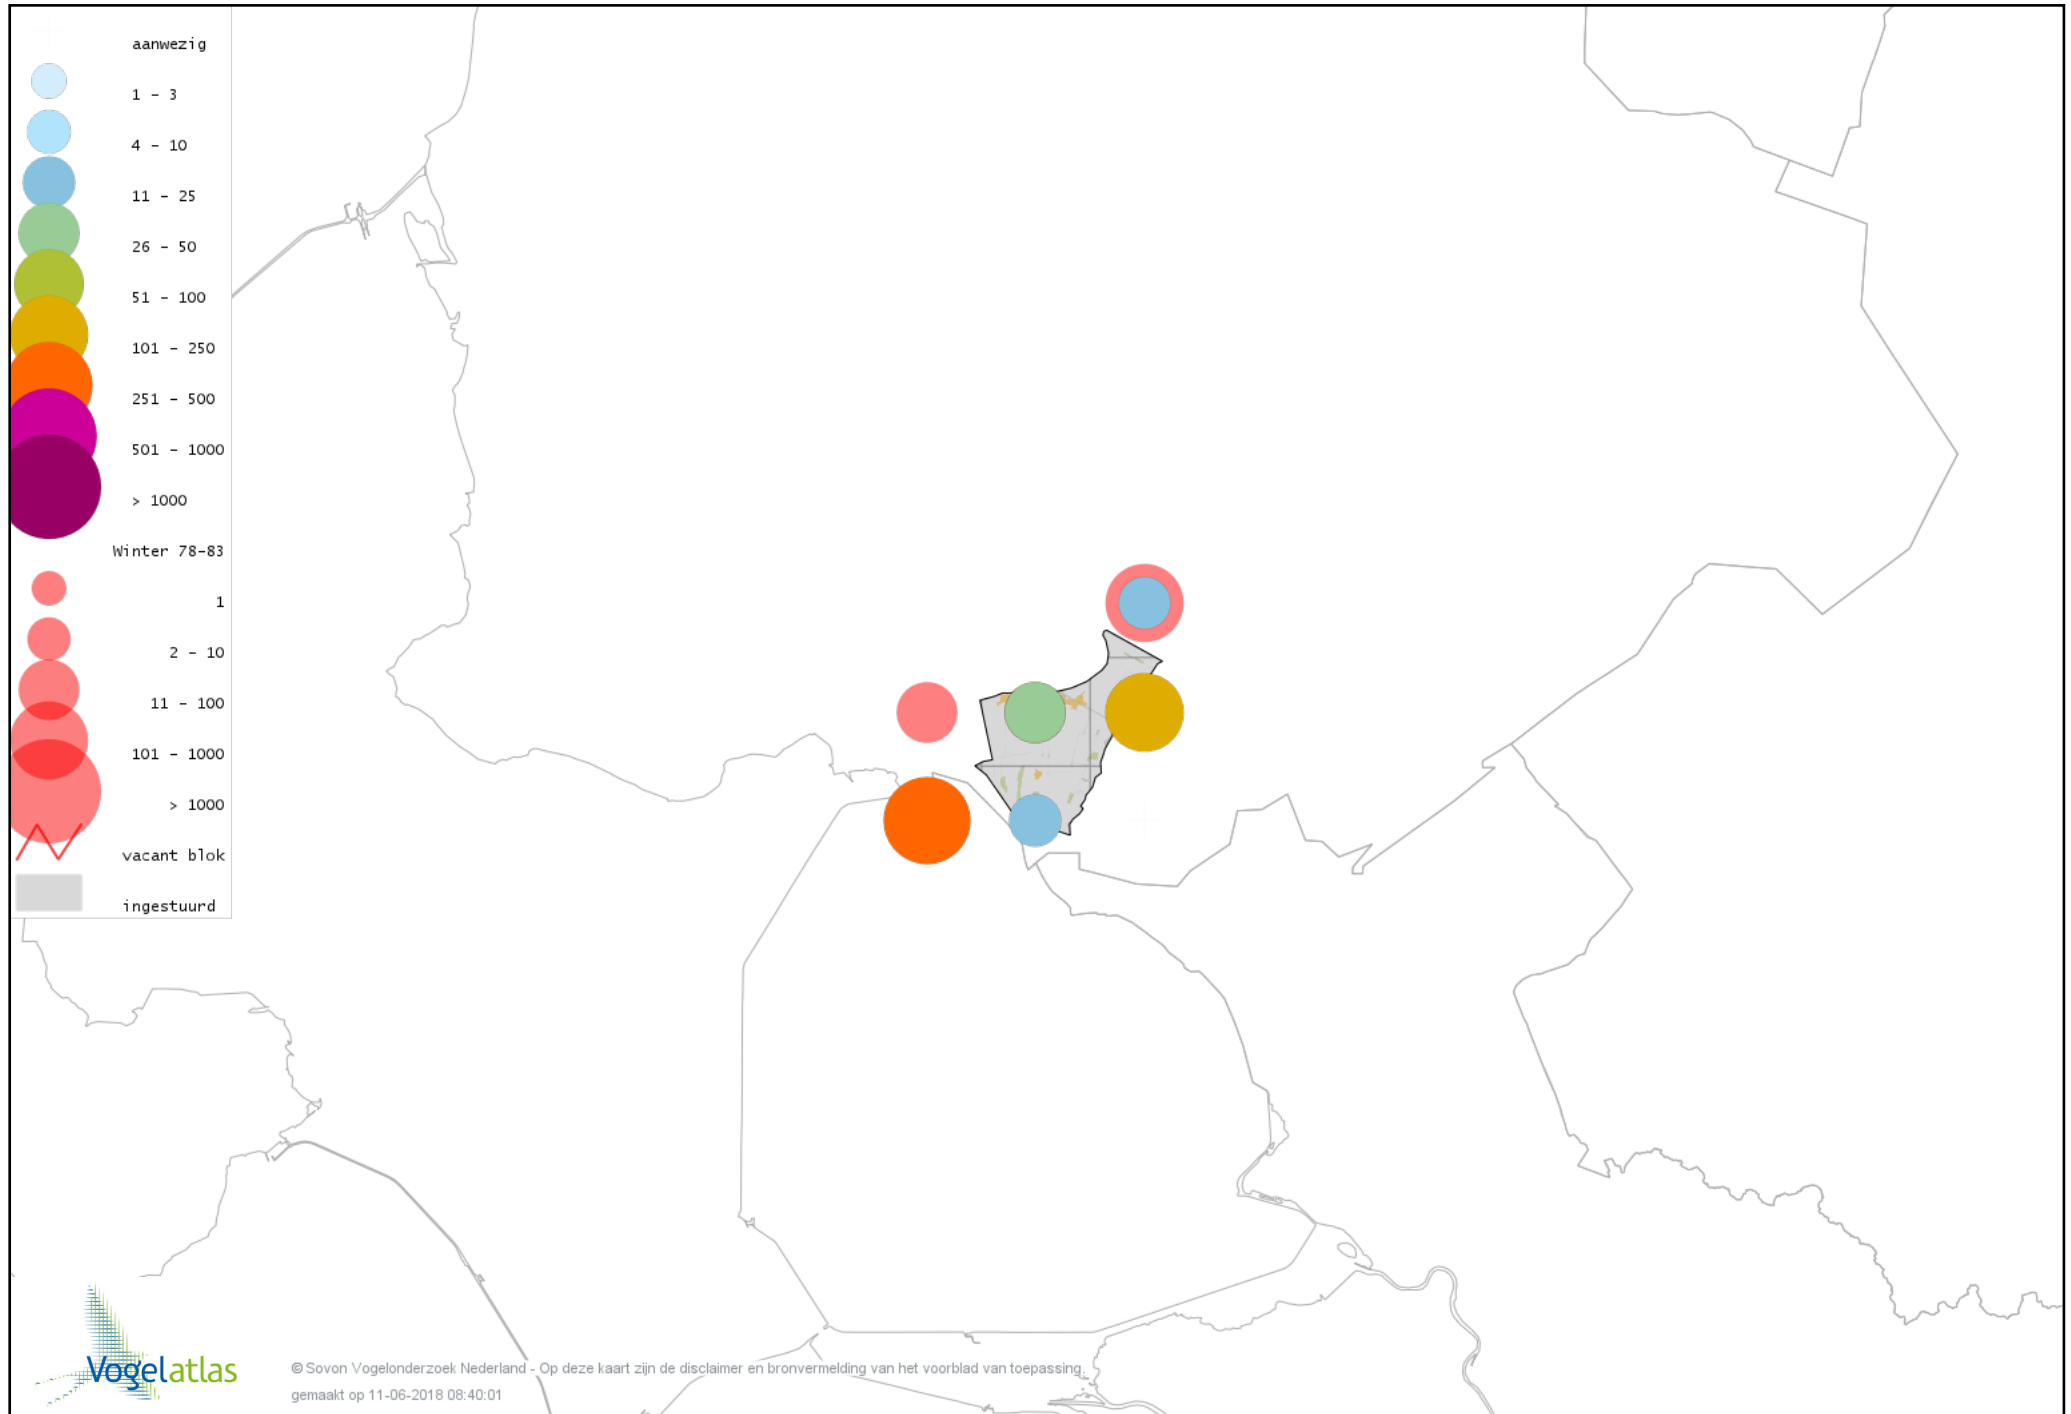 aanwezig
1 - 3
4 - 10
11 - 25
26 - 50
51 - 100
101 - 250
251 - 500
501 - 1000
> 1000
Winter 78-83
1
2 - 10
11 - 100
101 - 1000
> 1000
vacant blok
ingestuurd
Vogelatlas
© Sovon Vogelonderzoek Nederland - Op deze kaart zijn de disclaimer en bronvermelding van het voorblad van toepassing.
gemaakt op 11-06-2018 08:40:01